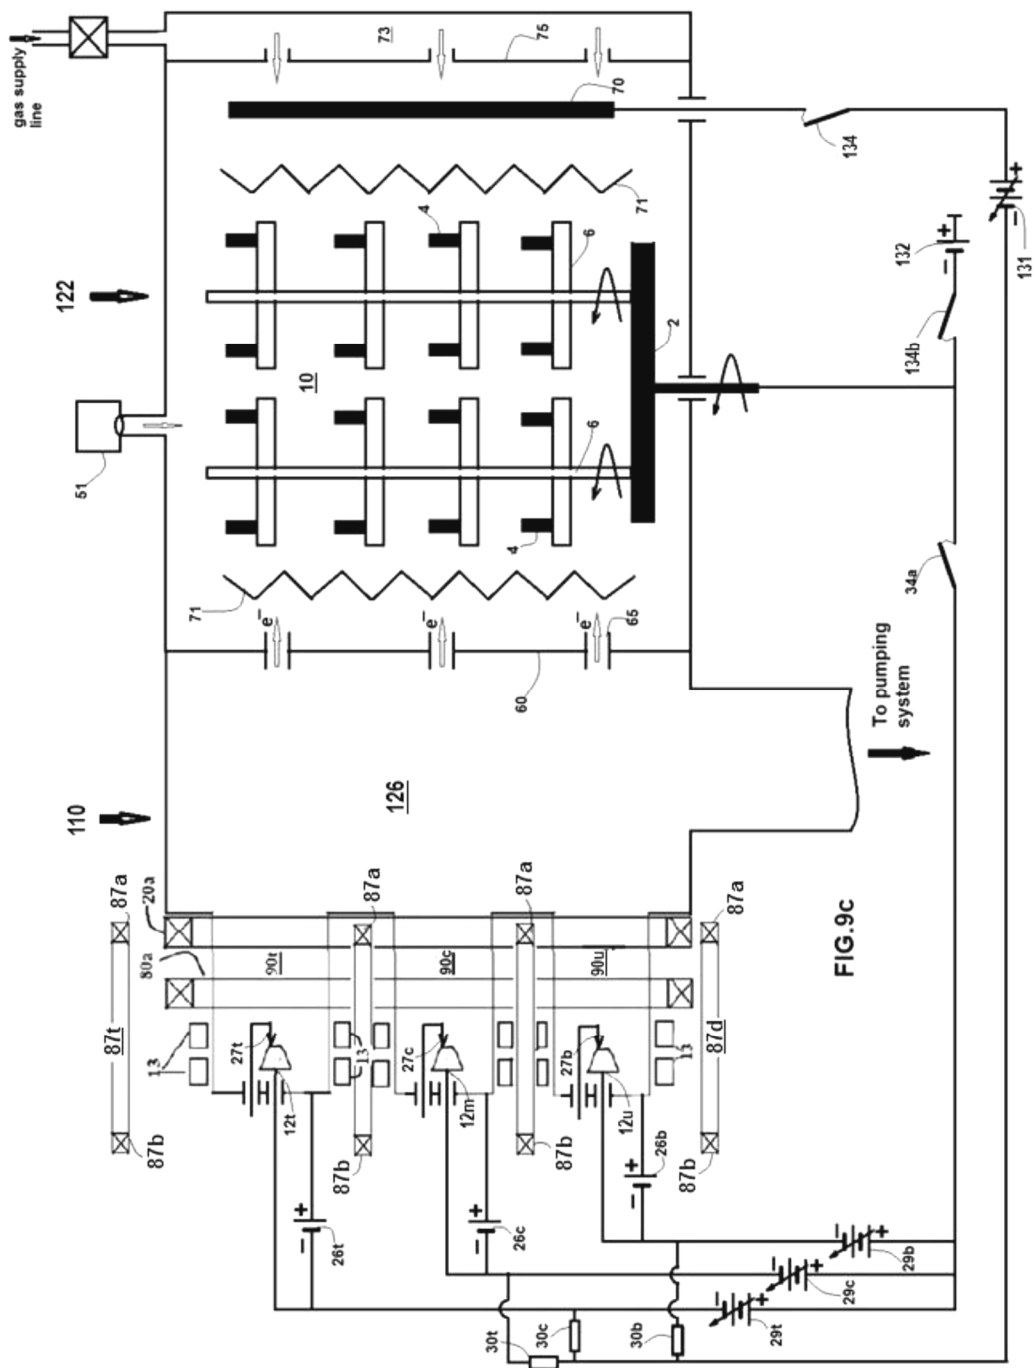 gas supply
line
73
75
70
134
+
131
−
71
4
6
122
132
+
−
134b
2
10
51
6
4
34a
71
e⁻
e⁻
e⁻
65
60
To pumping
system
126
110
87a
20a
80a
87a
87a
87a
90t
90c
90u
FIG.9c
87t
87d
13
13
13
27t
27c
27b
12t
12m
12u
87b
87b
87b
87b
26b
+
−
+
−
26t
+
−
26c
−
+
29b
−
+
29c
−
+
29t
30t
30c
30b